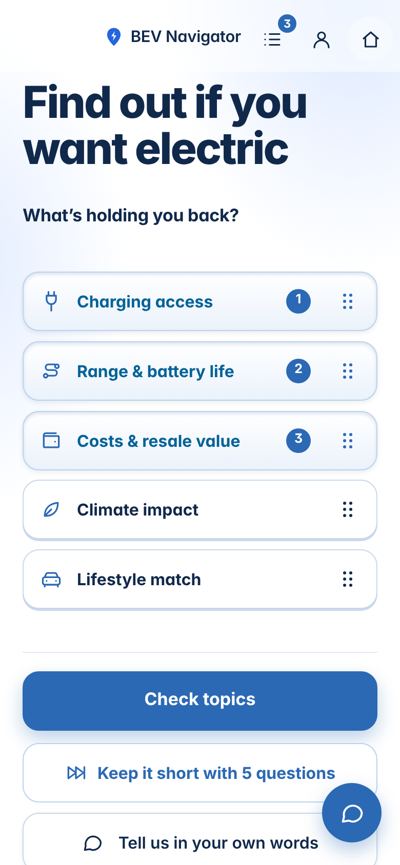 3
BEV Navigator
Find out if you
want electric
What’s holding you back?
Charging access 1
Range & battery life 2
Costs & resale value 3
Climate impact
Lifestyle match
Check topics
Keep it short with 5 questions
Tell us in your own words